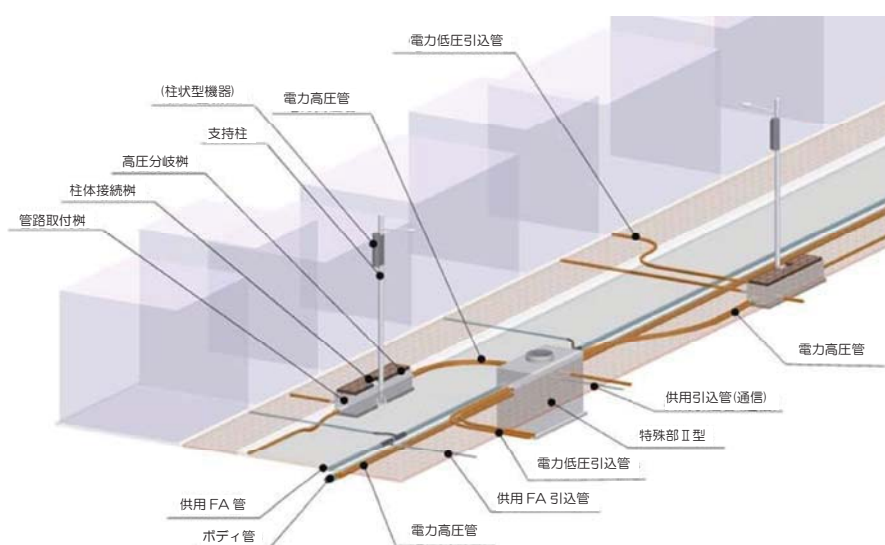 電力低圧引込管
(柱状型機器)
電力高圧管
支持柱
高圧分岐桝
柱体接続桝
管路取付桝
電力高圧管
供用引込管(通信)
特殊部Ⅱ型
電力低圧引込管
供用FA引込管
供用FA管
電力高圧管
ボディ管